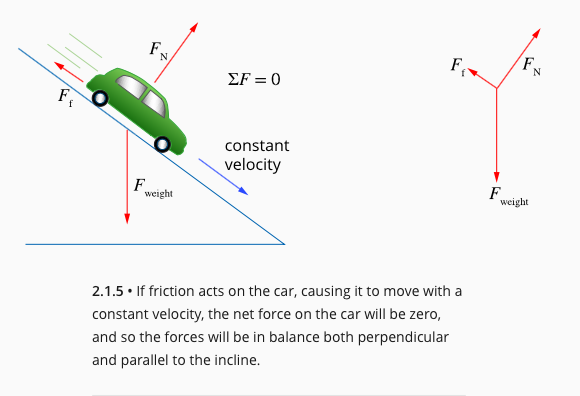 F_N
ΣF = 0
F_f
constant
velocity
F_weight
F_f
F_N
F_weight
2.1.5 • If friction acts on the car, causing it to move with a
constant velocity, the net force on the car will be zero,
and so the forces will be in balance both perpendicular
and parallel to the incline.